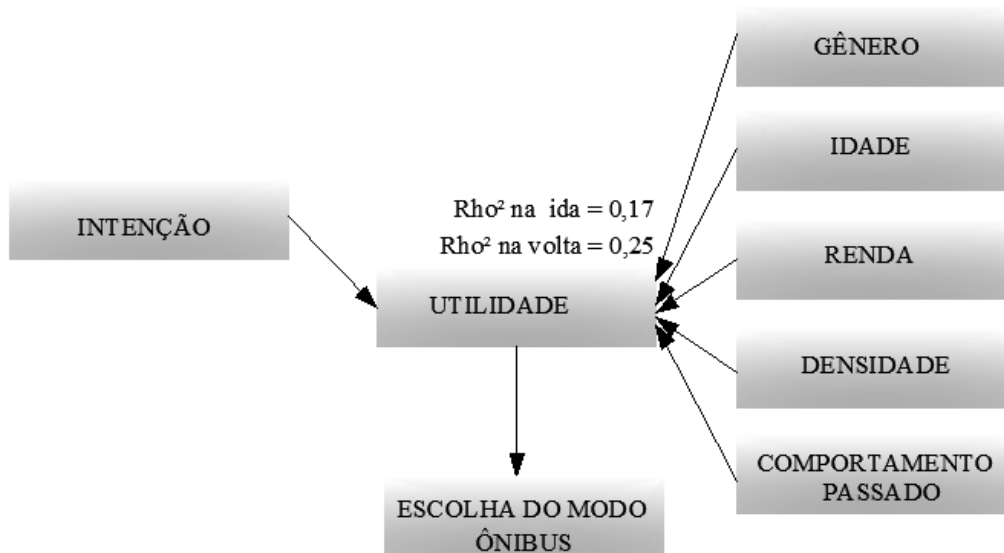 GÊNERO
IDADE
Rho² na ida = 0,17
Rho² na volta = 0,25
INTENÇÃO
RENDA
UTILIDADE
DENSIDADE
COMPORTAMENTO
PASSADO
ESCOLHA DO MODO
ÔNIBUS